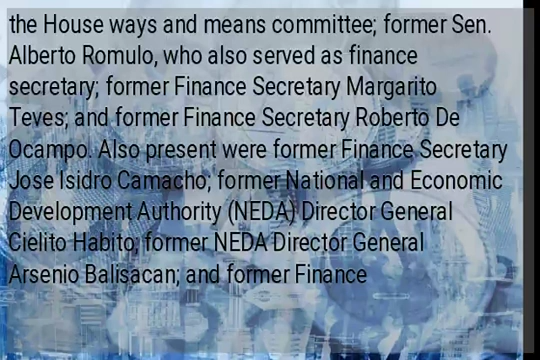 the House ways and means committee; former Sen.
Alberto Romulo, who also served as finance
secretary; former Finance Secretary Margarito
Teves; and former Finance Secretary Roberto De
Ocampo. Also present were former Finance Secretary
Jose Isidro Camacho; former National and Economic
Development Authority (NEDA) Director General
Cielito Habito; former NEDA Director General
Arsenio Balisacan; and former Finance